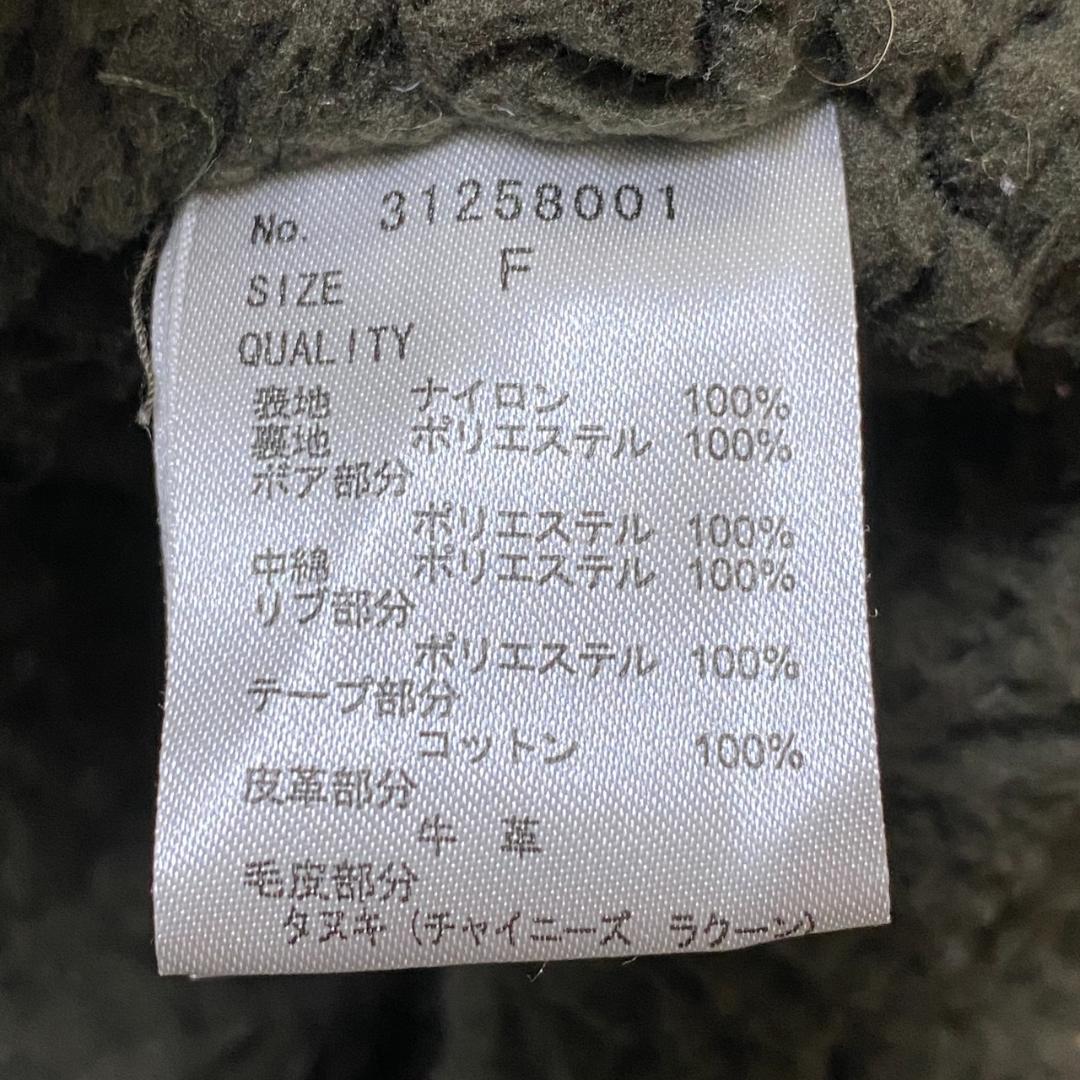 No. 31258001
SIZE F
QUALITY
表地 ナイロン 100%
裏地 ポリエステル 100%
ボア部分
ポリエステル 100%
中綿 ポリエステル 100%
リブ部分
ポリエステル 100%
テープ部分
コットン 100%
皮革部分
牛 革
毛皮部分
タヌキ (チャイニーズ ラクーン)